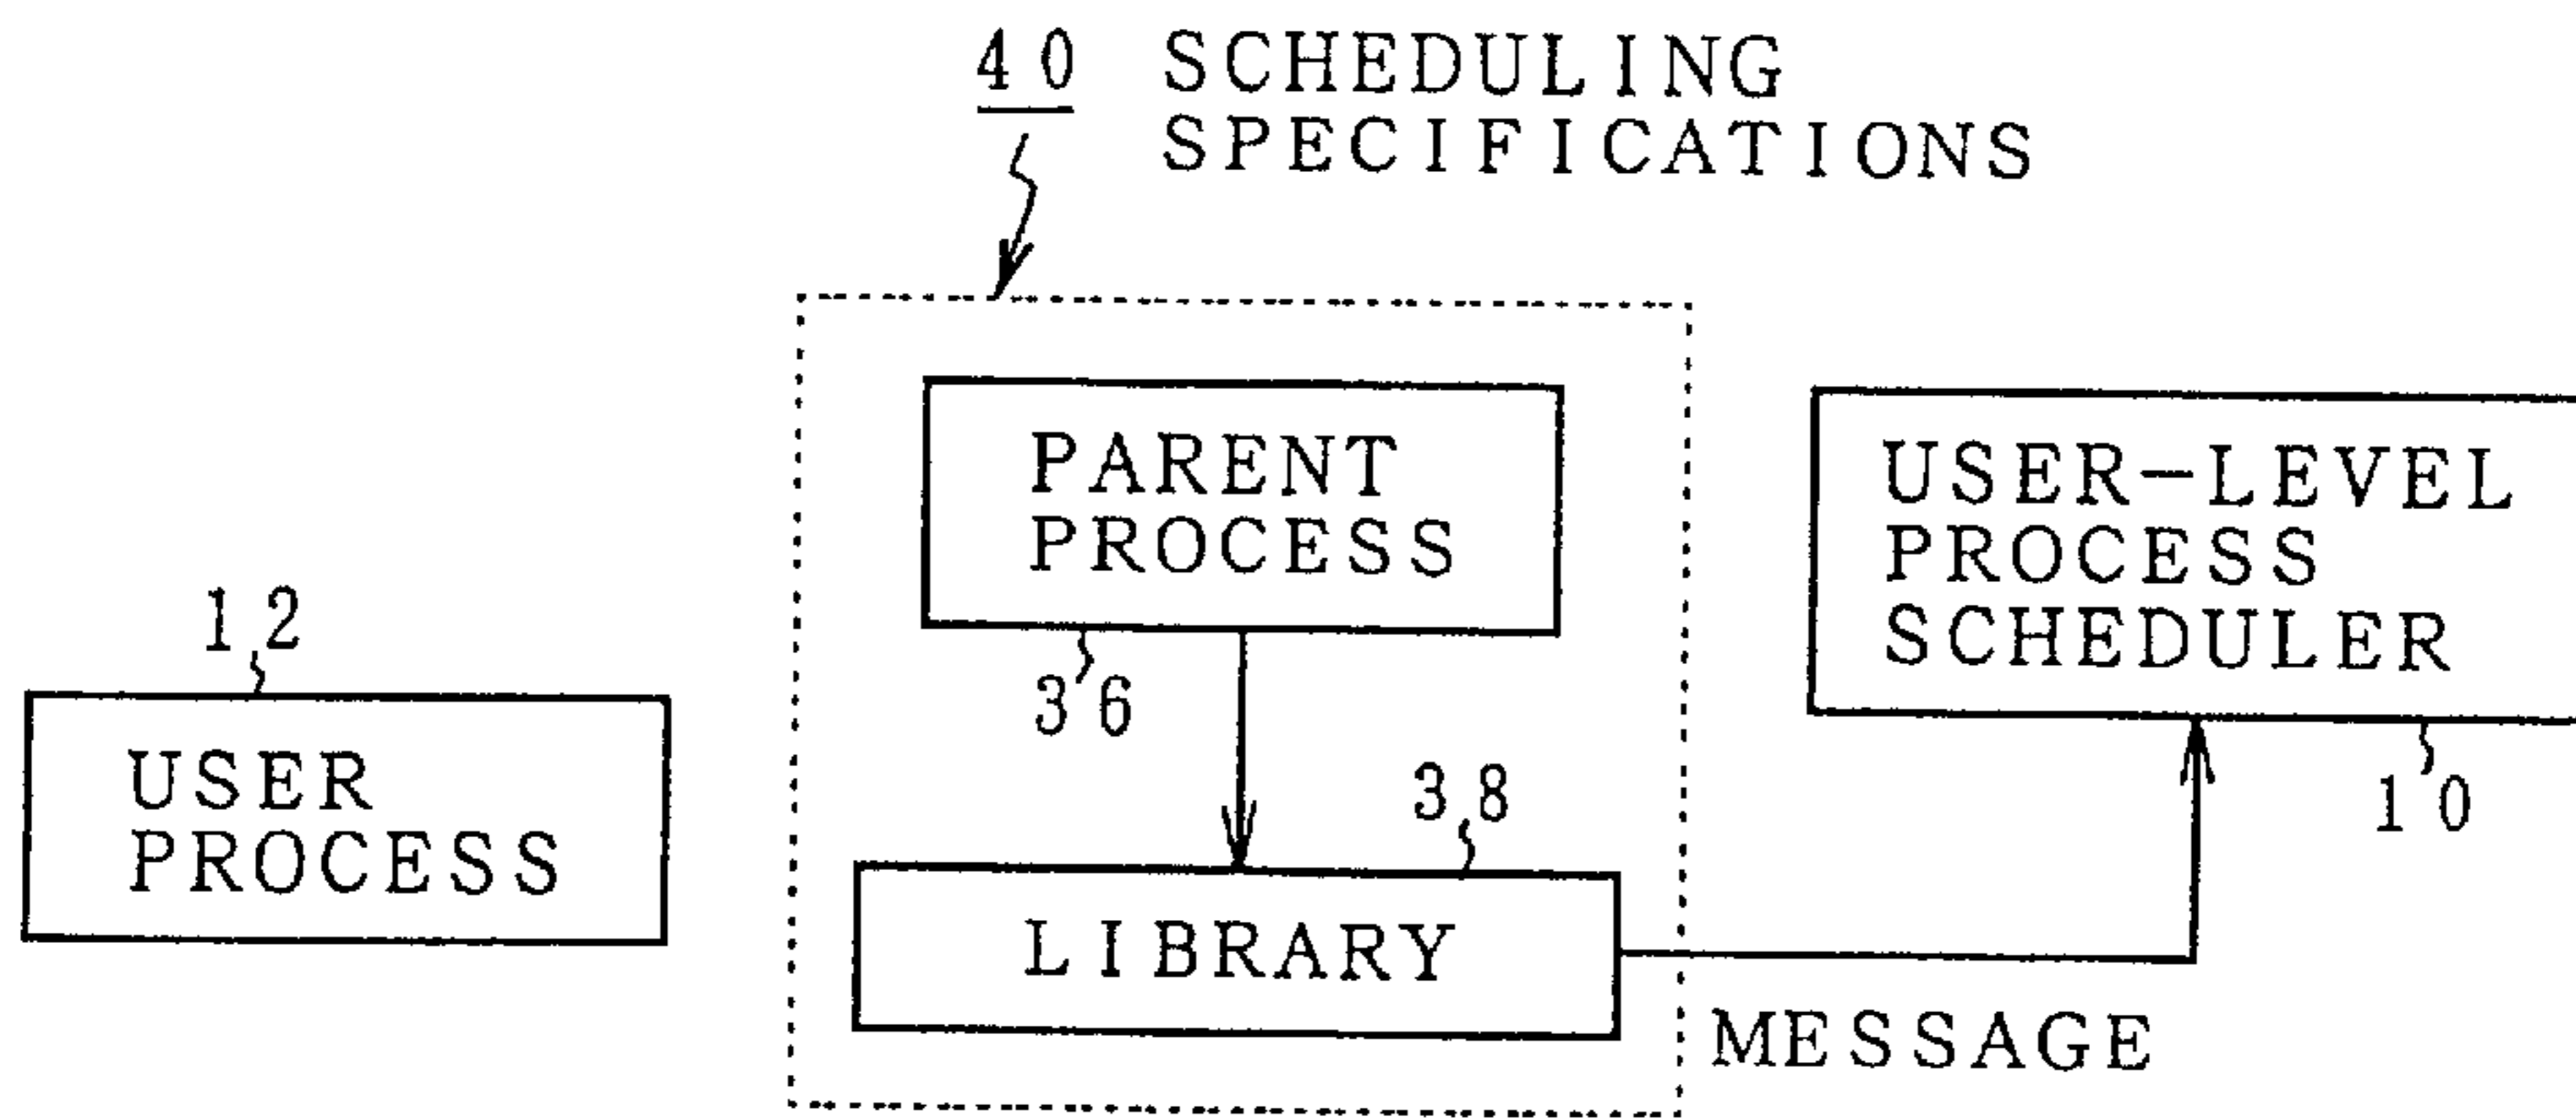 40 SCHEDULING
SPECIFICATIONS
PARENT
PROCESS
36
USER-LEVEL
PROCESS
SCHEDULER
10
12
USER
PROCESS
38
LIBRARY
MESSAGE